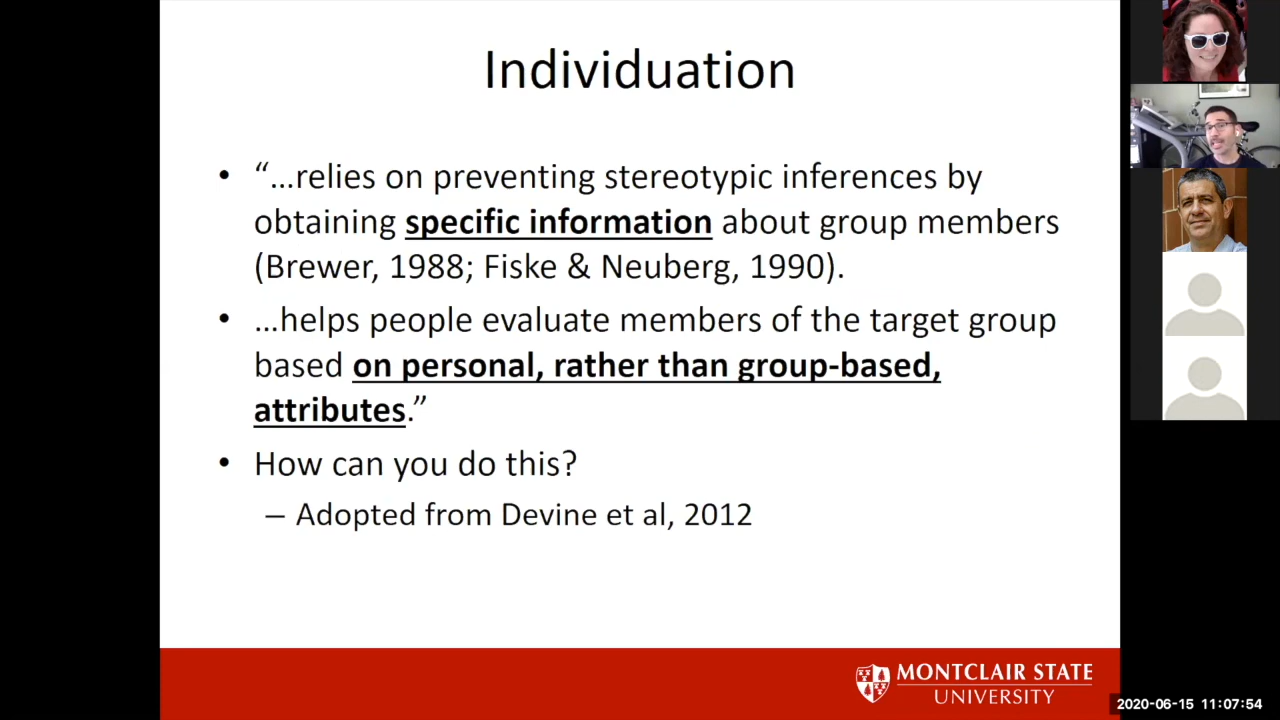 Individuation
• “…relies on preventing stereotypic inferences by
obtaining specific information about group members
(Brewer, 1988; Fiske & Neuberg, 1990).
• …helps people evaluate members of the target group
based on personal, rather than group-based,
attributes.”
• How can you do this?
– Adopted from Devine et al, 2012
MONTCLAIR STATE
UNIVERSITY
2020-06-15 11:07:54